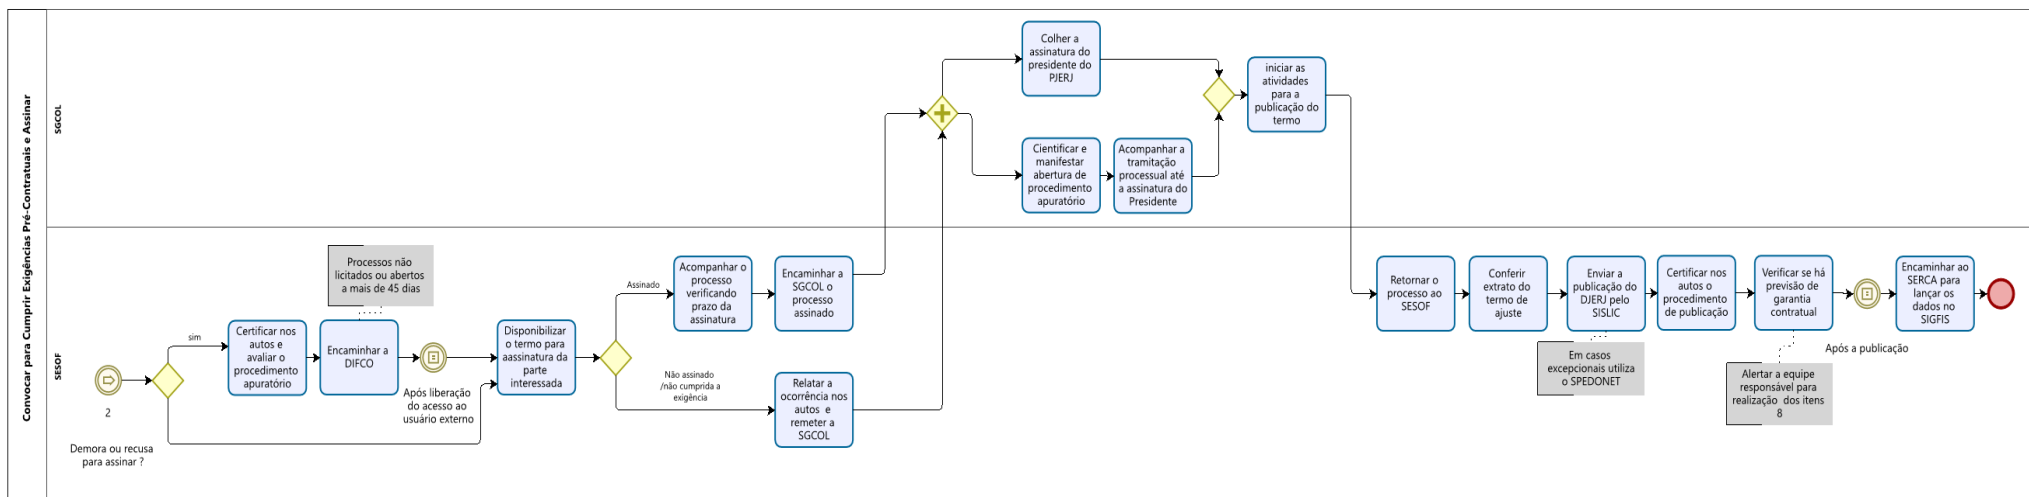 Convocar para Cumprir Exigências Pré-Contratuais e Assinar
SGCOL
Colher a
assinatura do
presidente do
PJERJ
Cientificar e
manifestar
abertura de
procedimento
apuratório
Acompanhar a
tramitação
processual até
a assinatura do
Presidente
iniciar as
atividades
para a
publicação do
termo
SESOF
2
Demora ou recusa
para assinar ?
sim
Certificar nos
autos e
avaliar o
procedimento
apuratório
Processos não
licitados ou abertos
a mais de 45 dias
Encaminhar a
DIFCO
Após liberação
do acesso ao
usuário externo
Disponibilizar
o termo para
aassinatura da
parte
interessada
Assinado
Acompanhar o
processo
verificando
prazo da
assinatura
Encaminhar a
SGCOL o
processo
assinado
Não assinado
/não cumprida a
exigência
Relatar a
ocorrência nos
autos e
remeter a
SGCOL
Retornar o
processo ao
SESOF
Conferir
extrato do
termo de
ajuste
Enviar a
publicação do
DJERJ pelo
SISLIC
Em casos
excepcionais utiliza
o SPEDONET
Certificar nos
autos o
procedimento
de publicação
Verificar se há
previsão de
garantia
contratual
Alertar a equipe
responsável para
realização dos itens
8
Após a publicação
Encaminhar ao
SERCA para
lançar os
dados no
SIGFIS